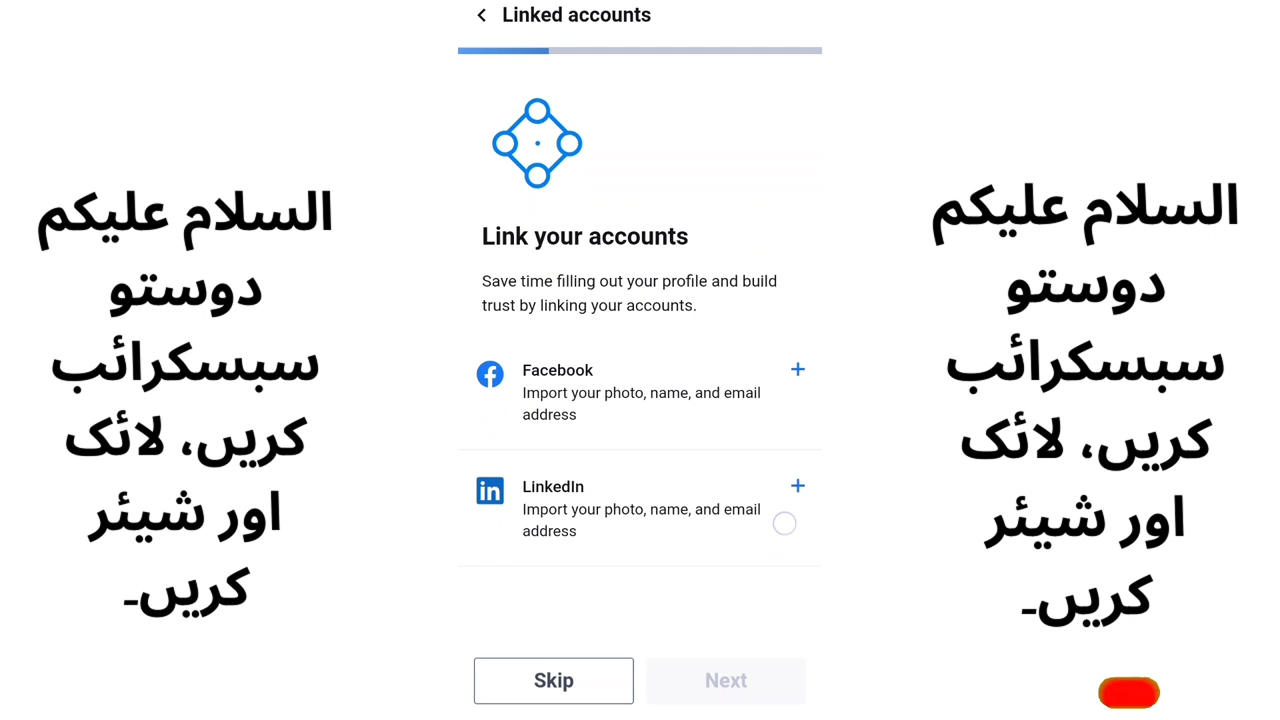 السلام علیکم
دوستو
سبسکرائب
کریں، لائک
اور شیئر
کریں۔
Linked accounts
Link your accounts
Save time filling out your profile and build
trust by linking your accounts.
Facebook
Import your photo, name, and email
address
LinkedIn
Import your photo, name, and email
address
Skip
Next
السلام علیکم
دوستو
سبسکرائب
کریں، لائک
اور شیئر
کریں۔